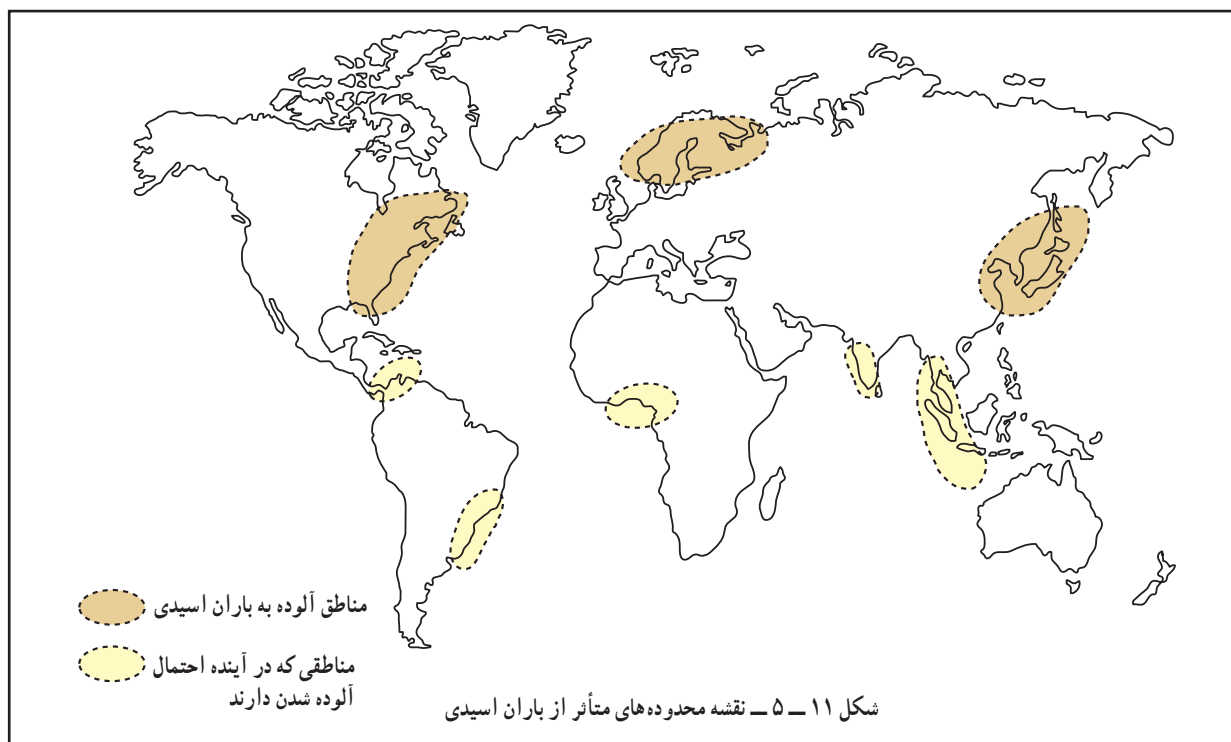 مناطق آلوده به باران اسیدی
مناطقی که در آینده احتمال
آلوده شدن دارند
شکل ۱۱ ــ ۵ ــ نقشه محدوده‌های متأثر از باران اسیدی